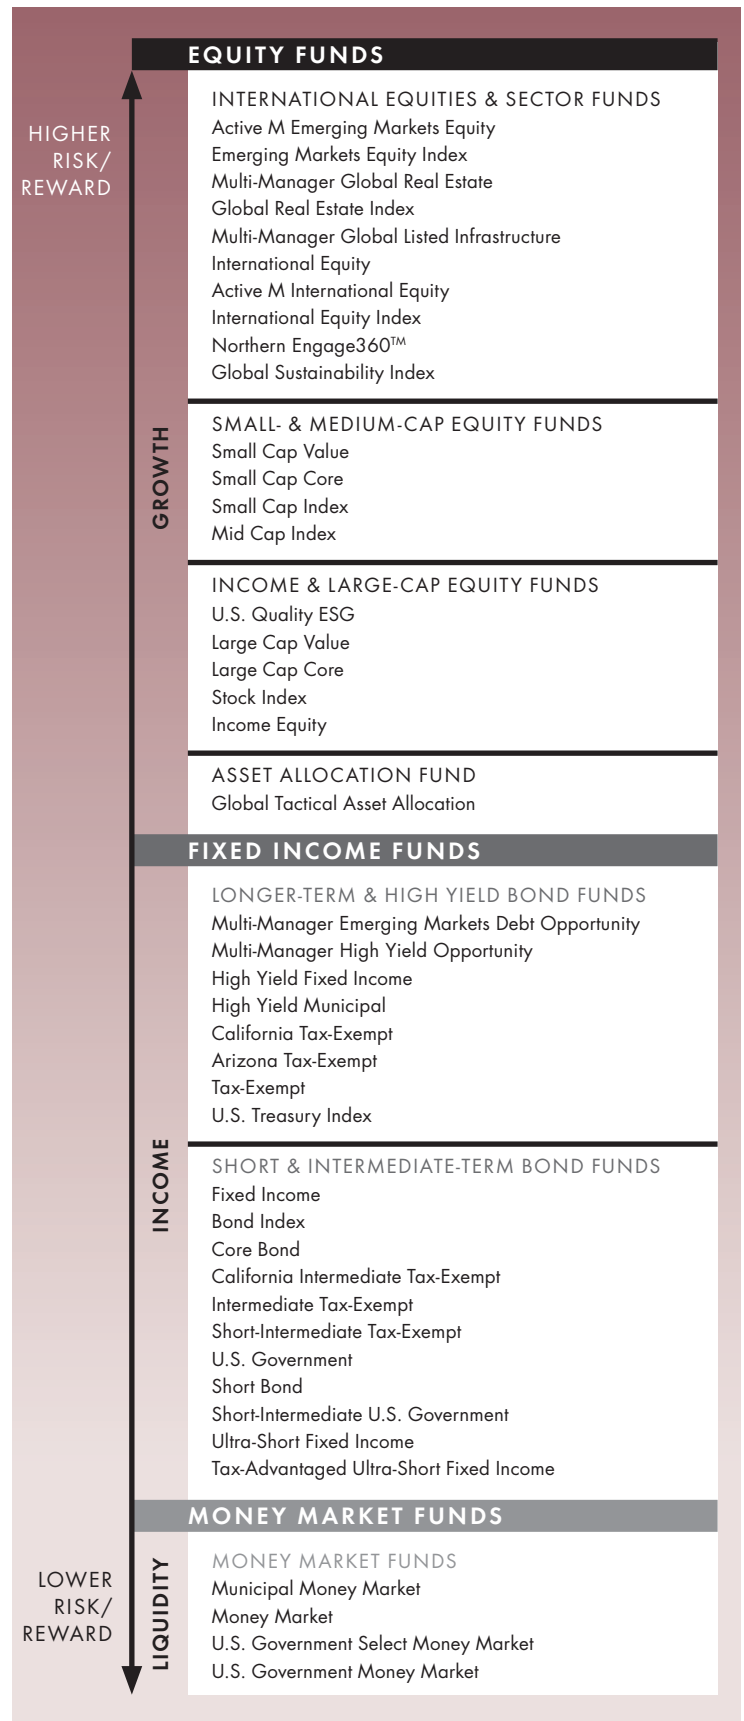 EQUITY FUNDS
HIGHER
RISK/
REWARD
GROWTH
INTERNATIONAL EQUITIES & SECTOR FUNDS
Active M Emerging Markets Equity
Emerging Markets Equity Index
Multi-Manager Global Real Estate
Global Real Estate Index
Multi-Manager Global Listed Infrastructure
International Equity
Active M International Equity
International Equity Index
Northern Engage360™
Global Sustainability Index
SMALL- & MEDIUM-CAP EQUITY FUNDS
Small Cap Value
Small Cap Core
Small Cap Index
Mid Cap Index
INCOME & LARGE-CAP EQUITY FUNDS
U.S. Quality ESG
Large Cap Value
Large Cap Core
Stock Index
Income Equity
ASSET ALLOCATION FUND
Global Tactical Asset Allocation
FIXED INCOME FUNDS
INCOME
LONGER-TERM & HIGH YIELD BOND FUNDS
Multi-Manager Emerging Markets Debt Opportunity
Multi-Manager High Yield Opportunity
High Yield Fixed Income
High Yield Municipal
California Tax-Exempt
Arizona Tax-Exempt
Tax-Exempt
U.S. Treasury Index
SHORT & INTERMEDIATE-TERM BOND FUNDS
Fixed Income
Bond Index
Core Bond
California Intermediate Tax-Exempt
Intermediate Tax-Exempt
Short-Intermediate Tax-Exempt
U.S. Government
Short Bond
Short-Intermediate U.S. Government
Ultra-Short Fixed Income
Tax-Advantaged Ultra-Short Fixed Income
MONEY MARKET FUNDS
LOWER
RISK/
REWARD
LIQUIDITY
MONEY MARKET FUNDS
Municipal Money Market
Money Market
U.S. Government Select Money Market
U.S. Government Money Market